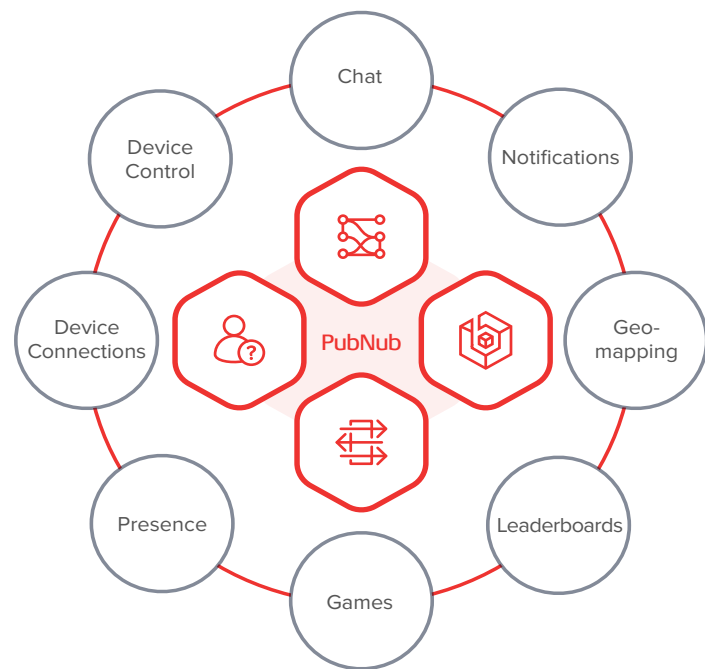 Chat
Device
Control
Notifications
Device
Connections
PubNub
Geo-
mapping
Presence
Leaderboards
Games
?